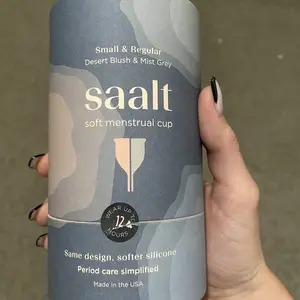 Small & Regular
Desert Blush & Mist Grey
saalt
soft menstrual cup
WEAR UP TO
12
HOURS
Same design, softer silicone
Period care simplified
Made in the USA